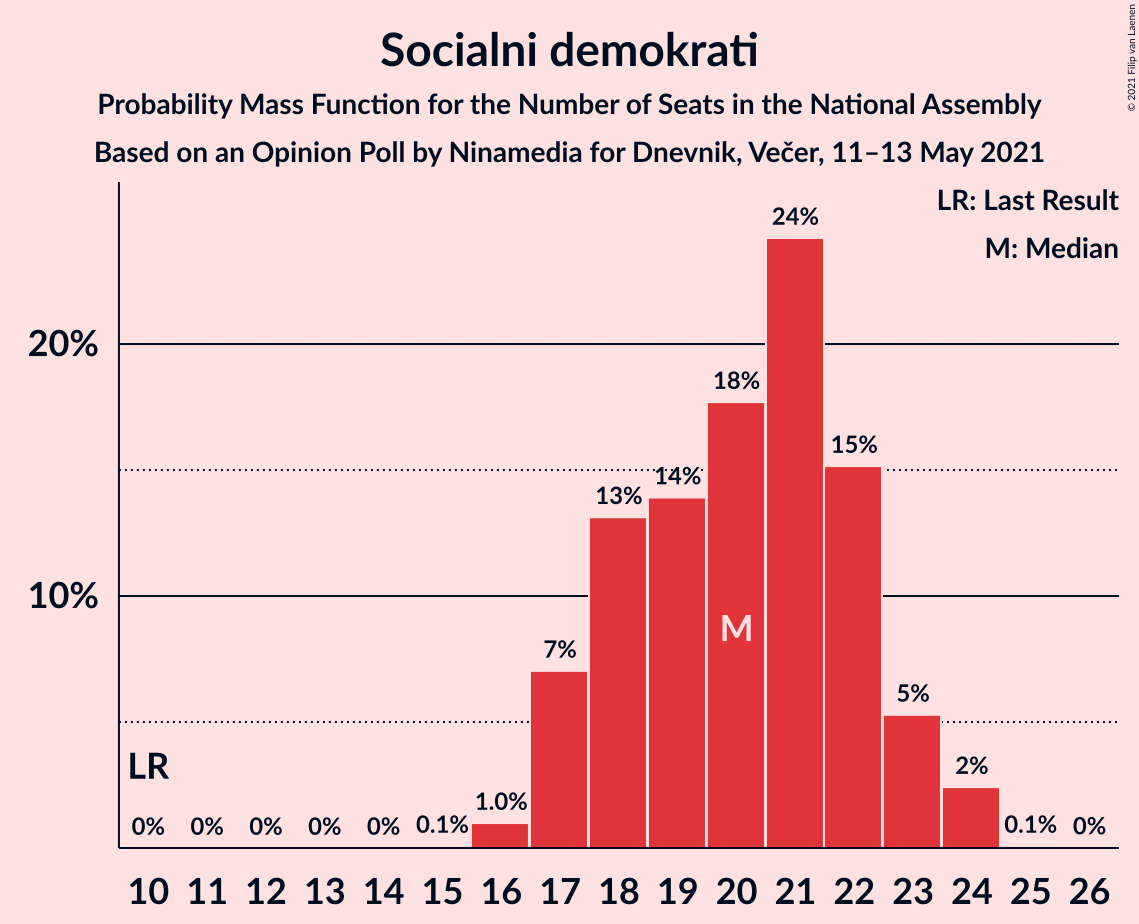 Socialni demokrati
Probability Mass Function for the Number of Seats in the National Assembly
Based on an Opinion Poll by Ninamedia for Dnevnik, Večer, 11–13 May 2021
© 2021 Filip van Laenen
LR: Last Result
M: Median
20%
10%
LR
0% 0% 0% 0% 0% 0.1% 1.0% 7% 13% 14% 18% 24% 15% 5% 2% 0.1% 0%
M
10 11 12 13 14 15 16 17 18 19 20 21 22 23 24 25 26